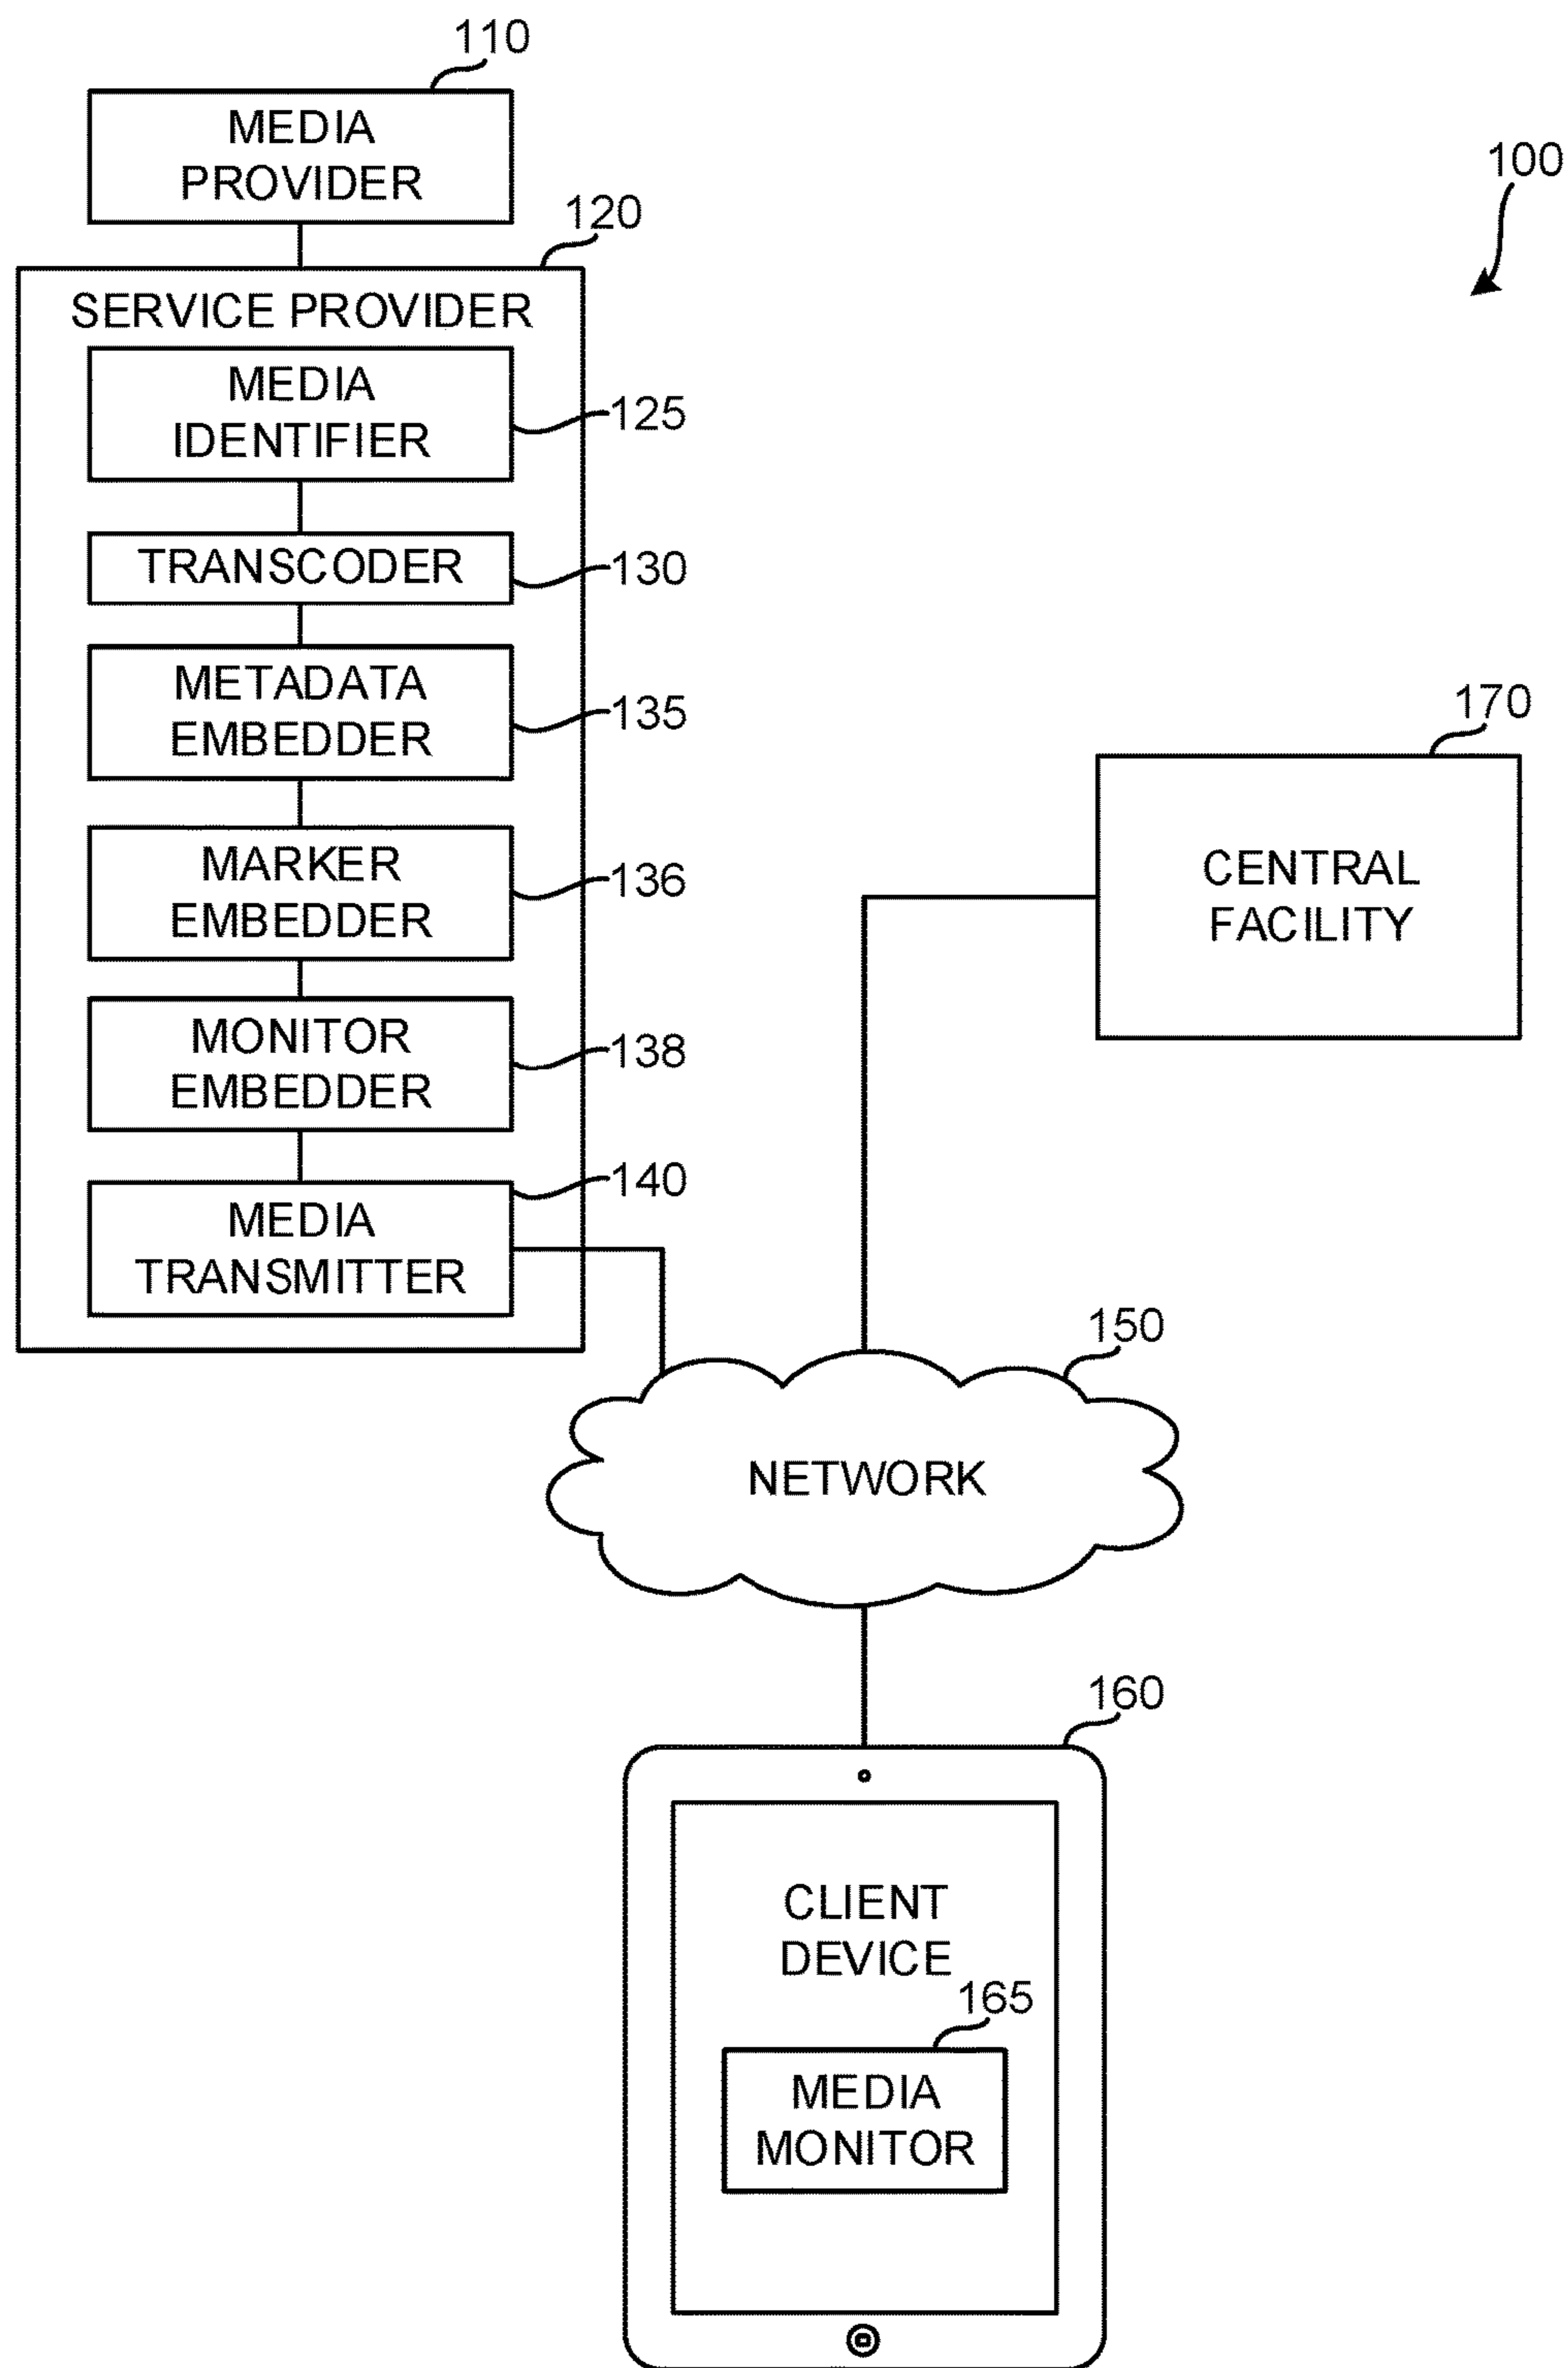 110
MEDIA
PROVIDER
100
120
SERVICE PROVIDER
MEDIA
IDENTIFIER
125
TRANSCODER
130
METADATA
EMBEDDER
135
170
MARKER
EMBEDDER
136
CENTRAL
FACILITY
MONITOR
EMBEDDER
138
140
MEDIA
TRANSMITTER
150
NETWORK
160
CLIENT
DEVICE
165
MEDIA
MONITOR